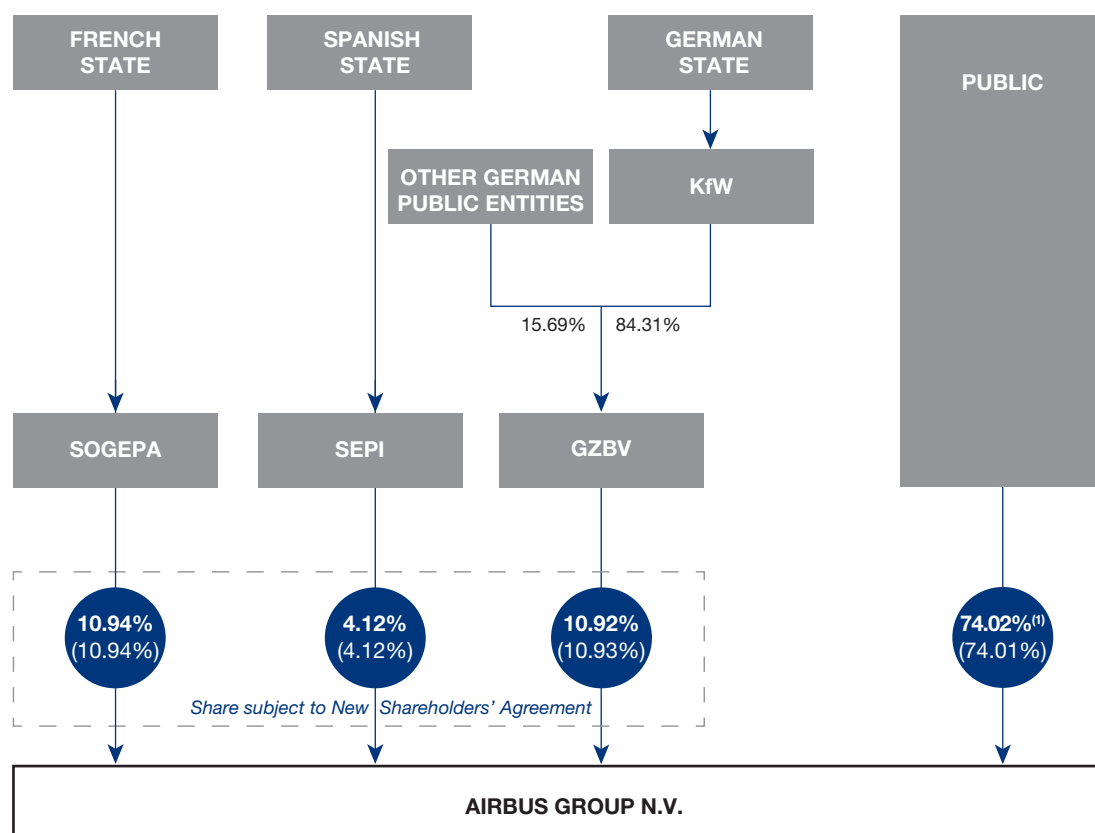 FRENCH
STATE
SPANISH
STATE
GERMAN
STATE
PUBLIC
OTHER GERMAN
PUBLIC ENTITIES
KfW
15.69%
84.31%
SOGEPA
SEPI
GZBV
10.94%
(10.94%)
4.12%
(4.12%)
10.92%
(10.93%)
74.02%(1)
(74.01%)
Share subject to New Shareholders’ Agreement
AIRBUS GROUP N.V.